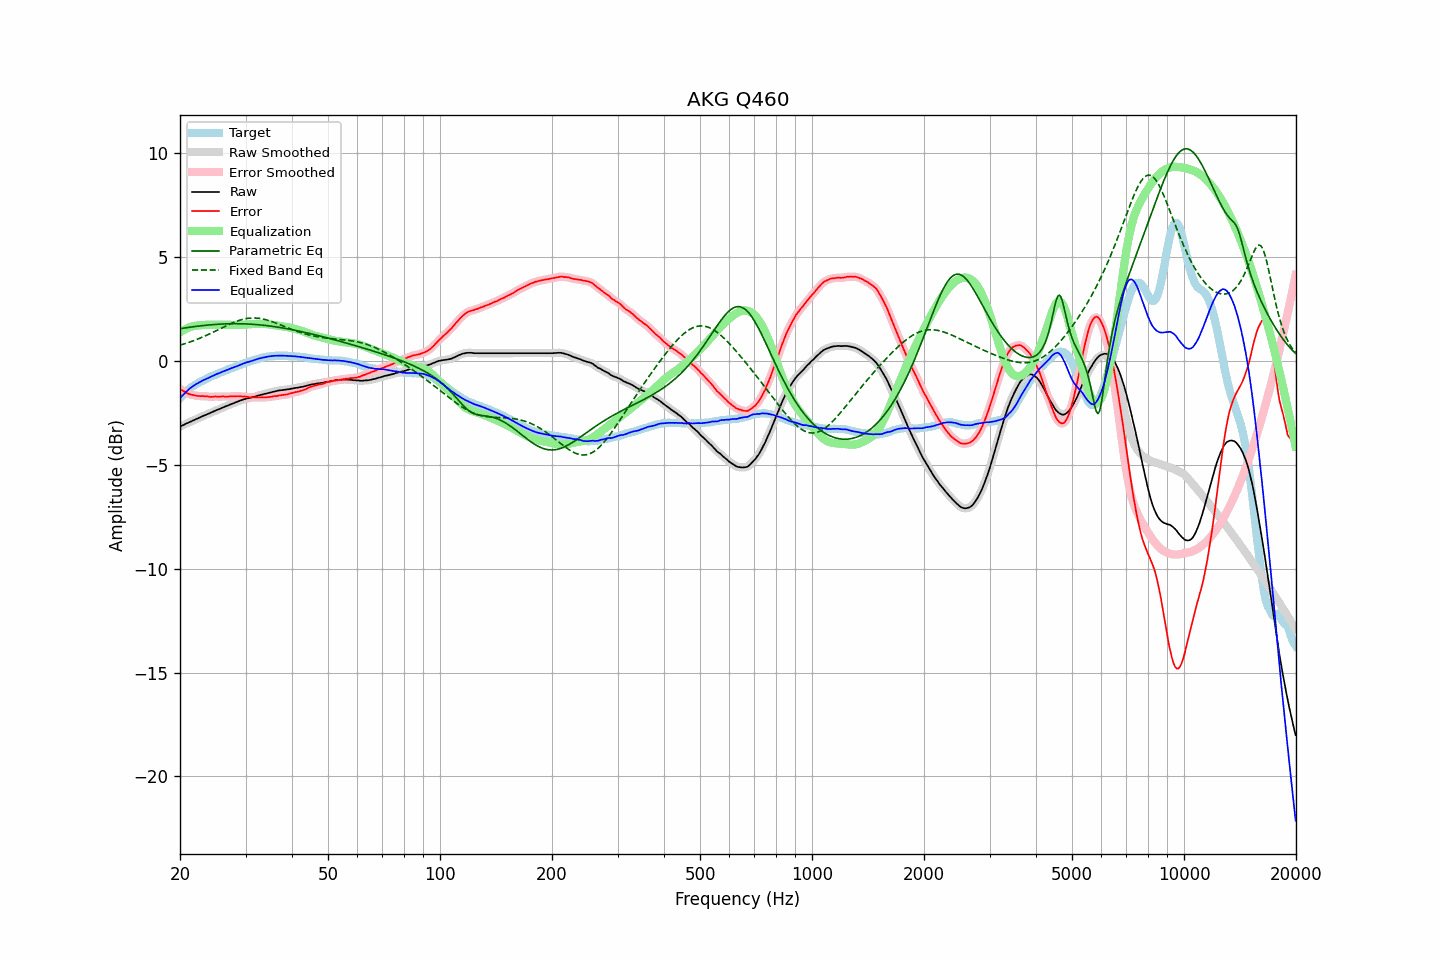 AKG Q460
Target
Raw Smoothed
Error Smoothed
Raw
Error
Equalization
Parametric Eq
Fixed Band Eq
Equalized
10
5
0
−5
−10
−15
−20
Amplitude (dBr)
20 50 100 200 500 1000 2000 5000 10000 20000
Frequency (Hz)